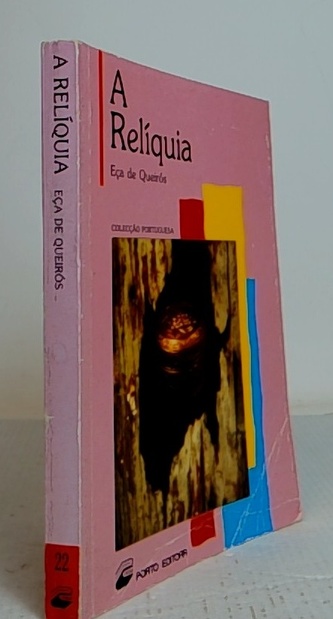 A RELÍQUIA EÇA DE QUEIRÓS
22
A
Relíquia
Eça de Queirós
COLECÇÃO PORTUGUESA
PORTO EDITORA